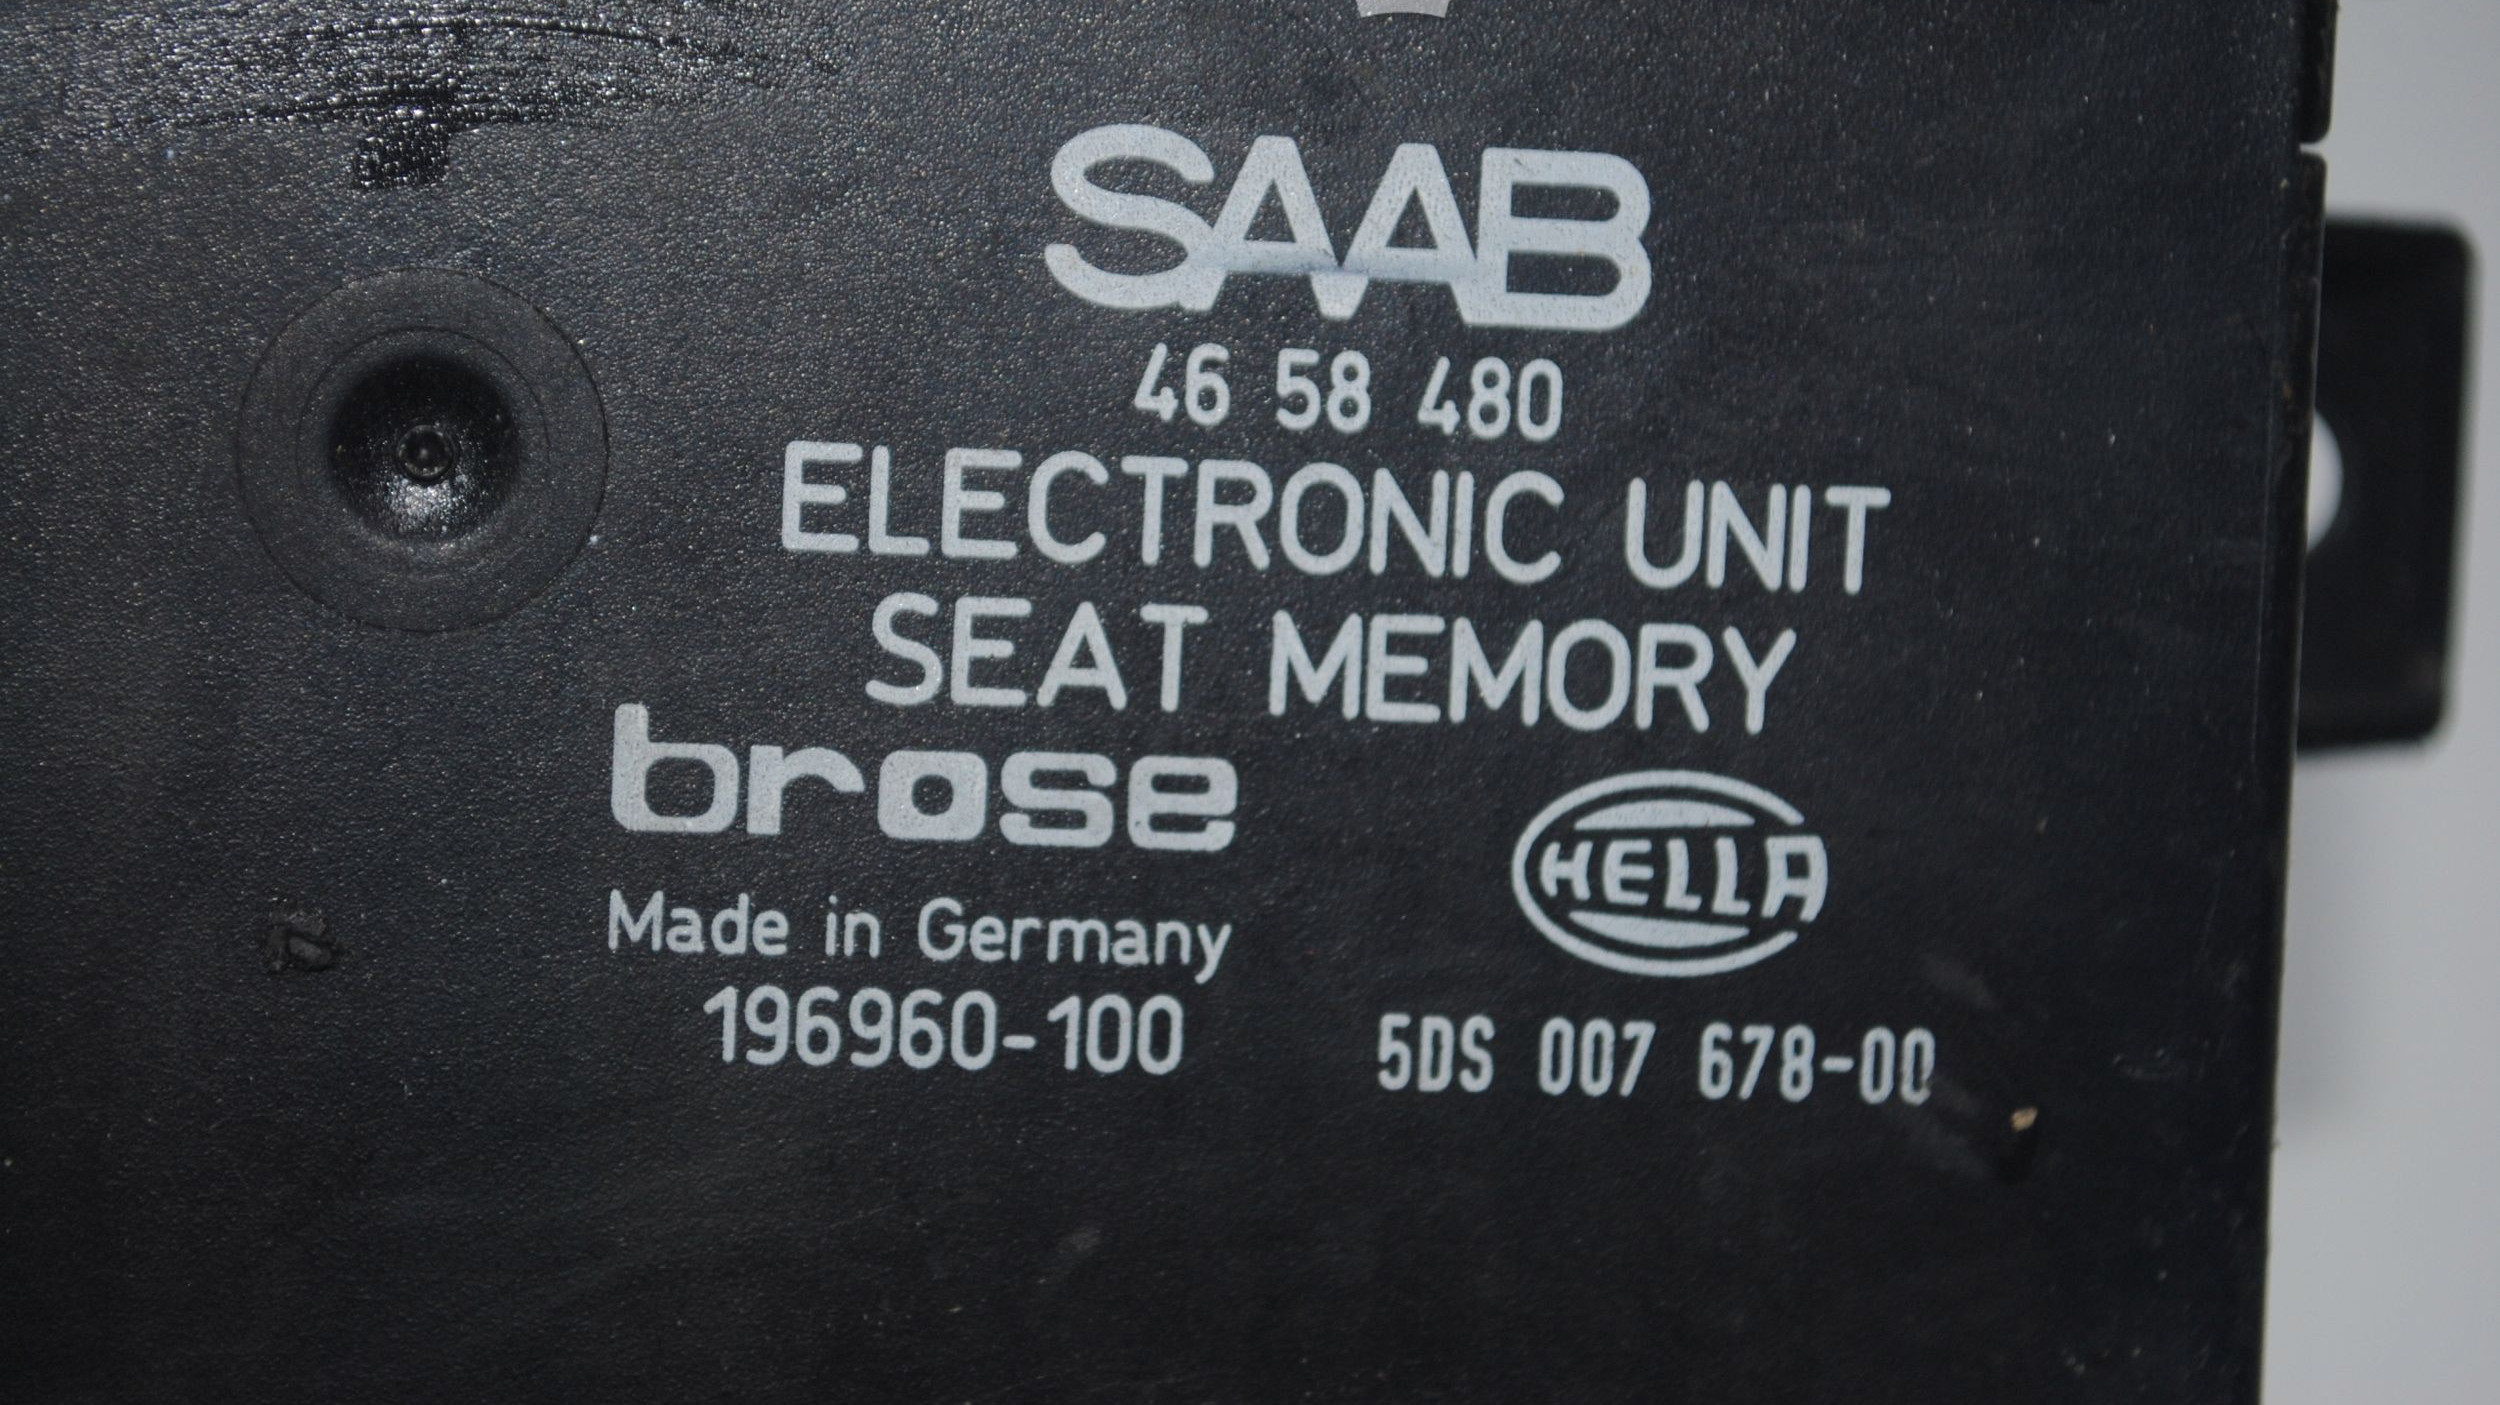 SAAB
46 58 480
ELECTRONIC UNIT
SEAT MEMORY
brose
HELLA
Made in Germany
196960-100
5DS 007 678-00